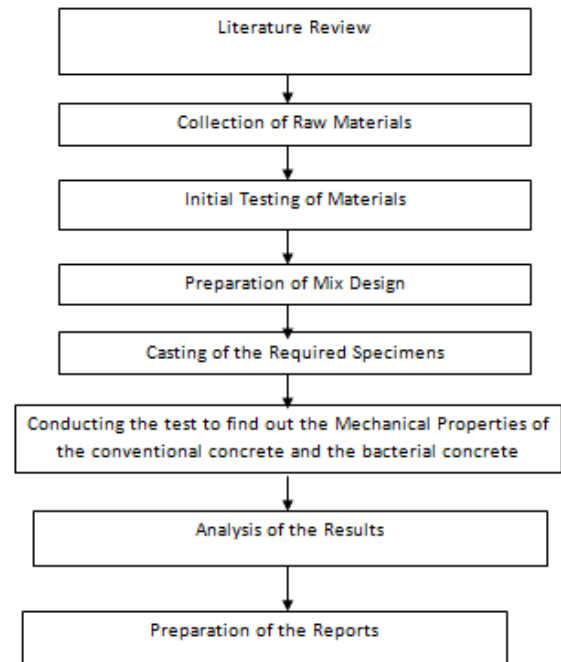 Literature Review
Collection of Raw Materials
Initial Testing of Materials
Preparation of Mix Design
Casting of the Required Specimens
Conducting the test to find out the Mechanical Properties of
the conventional concrete and the bacterial concrete
Analysis of the Results
Preparation of the Reports